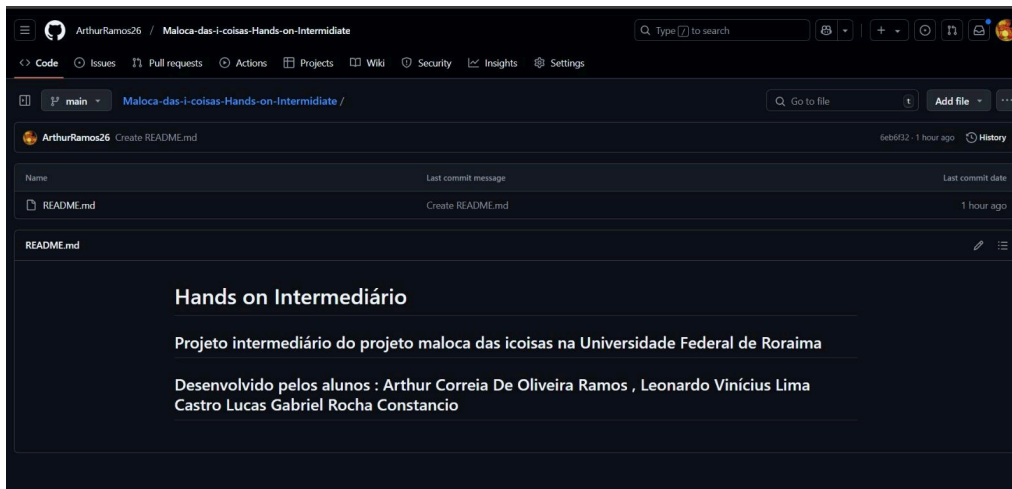 ArthurRamos26 / Maloca-das-i-coisas-Hands-on-Intermidiate
Type / to search
Code Issues Pull requests Actions Projects Wiki Security Insights Settings
main Maloca-das-i-coisas-Hands-on-Intermidiate /
Go to file t Add file
ArthurRamos26 Create README.md 6eb6f32 · 1 hour ago History
Name Last commit message Last commit date
README.md Create README.md 1 hour ago
README.md
Hands on Intermediário
Projeto intermediário do projeto maloca das icoisas na Universidade Federal de Roraima
Desenvolvido pelos alunos : Arthur Correia De Oliveira Ramos , Leonardo Vinícius Lima
Castro Lucas Gabriel Rocha Constancio